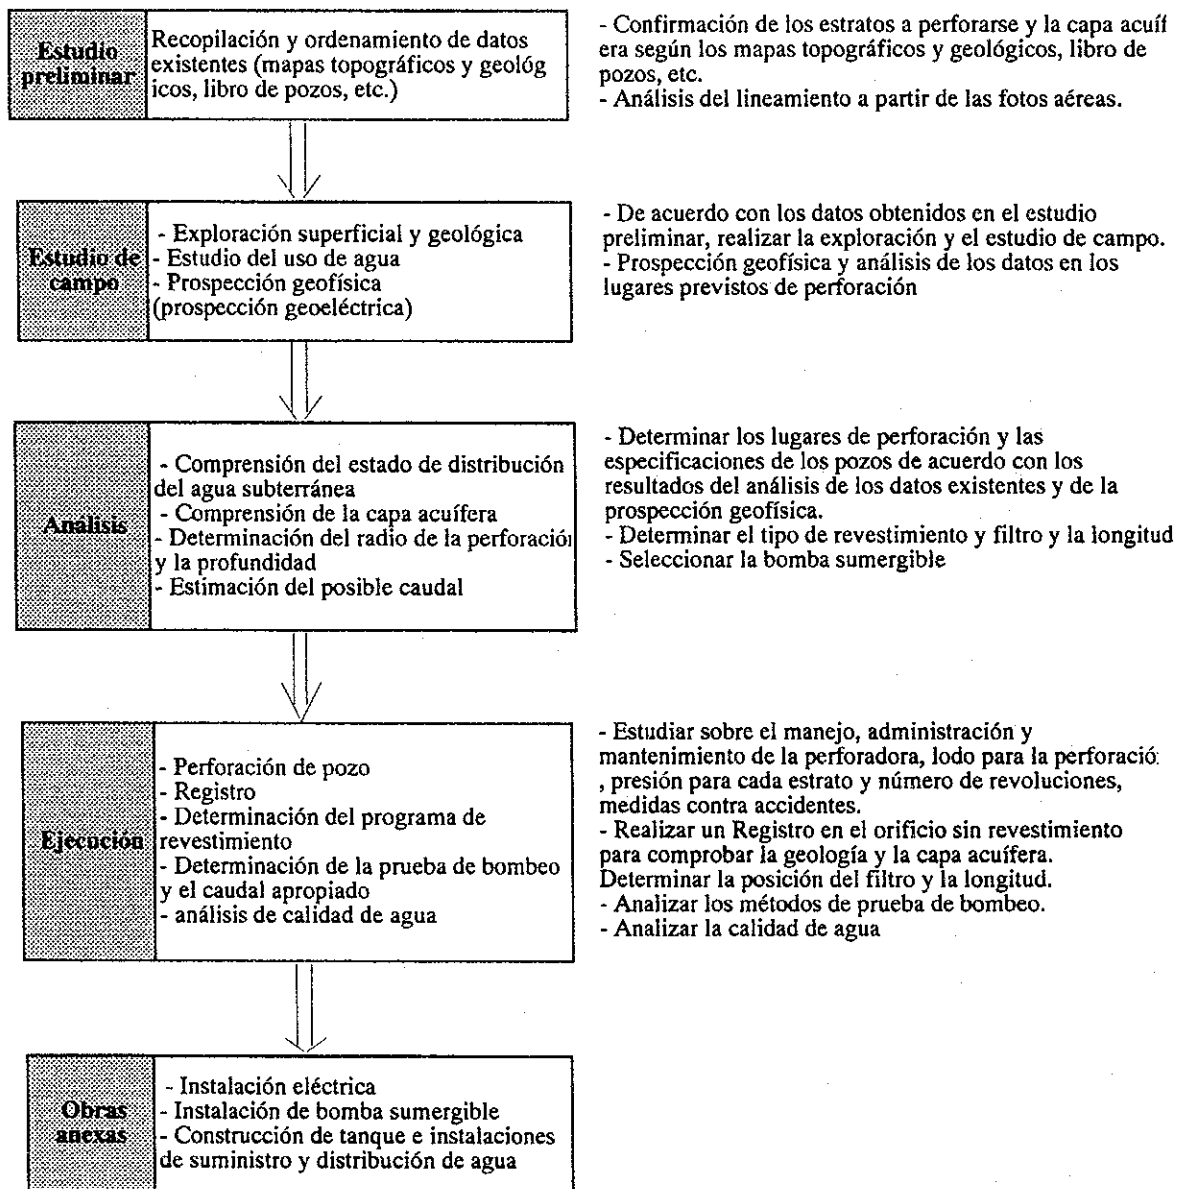 Estudio
preliminar
Recopilación y ordenamiento de datos
existentes (mapas topográficos y geológ
icos, libro de pozos, etc.)
- Confirmación de los estratos a perforarse y la capa acuíf
era según los mapas topográficos y geológicos, libro de
pozos, etc.
- Análisis del lineamiento a partir de las fotos aéreas.
Estudio de
campo
- Exploración superficial y geológica
- Estudio del uso de agua
- Prospección geofísica
(prospección geoeléctrica)
- De acuerdo con los datos obtenidos en el estudio
preliminar, realizar la exploración y el estudio de campo.
- Prospección geofísica y análisis de los datos en los
lugares previstos de perforación
Análisis
- Comprensión del estado de distribución
del agua subterránea
- Comprensión de la capa acuífera
- Determinación del radio de la perforació
y la profundidad
- Estimación del posible caudal
- Determinar los lugares de perforación y las
especificaciones de los pozos de acuerdo con los
resultados del análisis de los datos existentes y de la
prospección geofísica.
- Determinar el tipo de revestimiento y filtro y la longitud
- Seleccionar la bomba sumergible
Ejecución
- Perforación de pozo
- Registro
- Determinación del programa de
revestimiento
- Determinación de la prueba de bombeo
y el caudal apropiado
- análisis de calidad de agua
- Estudiar sobre el manejo, administración y
mantenimiento de la perforadora, lodo para la perforació
, presión para cada estrato y número de revoluciones,
medidas contra accidentes.
- Realizar un Registro en el orificio sin revestimiento
para comprobar la geología y la capa acuífera.
Determinar la posición del filtro y la longitud.
- Analizar los métodos de prueba de bombeo.
- Analizar la calidad de agua
Obras
anexas
- Instalación eléctrica
- Instalación de bomba sumergible
- Construcción de tanque e instalaciones
de suministro y distribución de agua